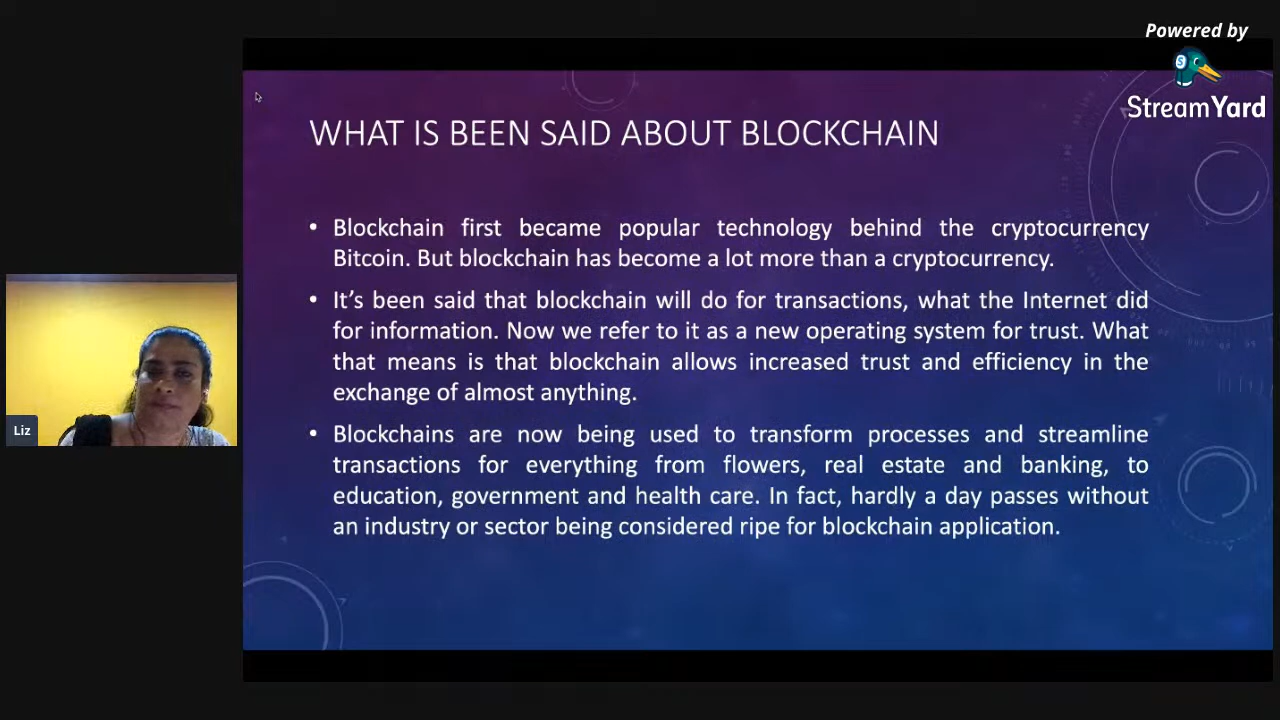 Powered by
StreamYard
WHAT IS BEEN SAID ABOUT BLOCKCHAIN
• Blockchain first became popular technology behind the cryptocurrency
Bitcoin. But blockchain has become a lot more than a cryptocurrency.
• It’s been said that blockchain will do for transactions, what the Internet did
for information. Now we refer to it as a new operating system for trust. What
that means is that blockchain allows increased trust and efficiency in the
exchange of almost anything.
• Blockchains are now being used to transform processes and streamline
transactions for everything from flowers, real estate and banking, to
education, government and health care. In fact, hardly a day passes without
an industry or sector being considered ripe for blockchain application.
Liz